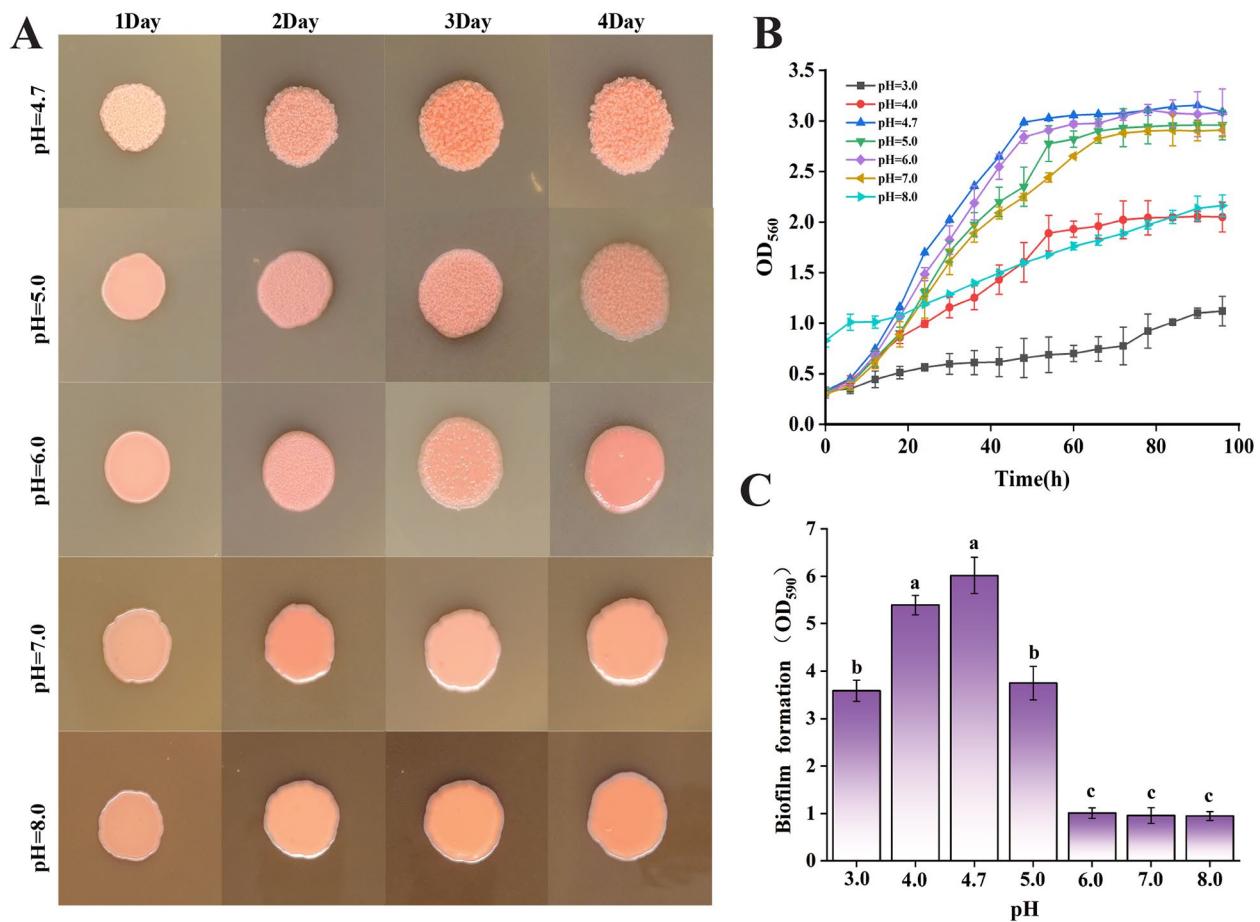 A
1Day 2Day 3Day 4Day
pH=4.7
pH=5.0
pH=6.0
pH=7.0
pH=8.0
B
3.5
3.0
2.5
2.0
1.5
1.0
0.5
0.0
OD560
pH=3.0
pH=4.0
pH=4.7
pH=5.0
pH=6.0
pH=7.0
pH=8.0
0 20 40 60 80 100
Time(h)
C
7
6
5
4
3
2
1
0
Biofilm formation（OD590）
b a a b c c c
3.0 4.0 4.7 5.0 6.0 7.0 8.0
pH